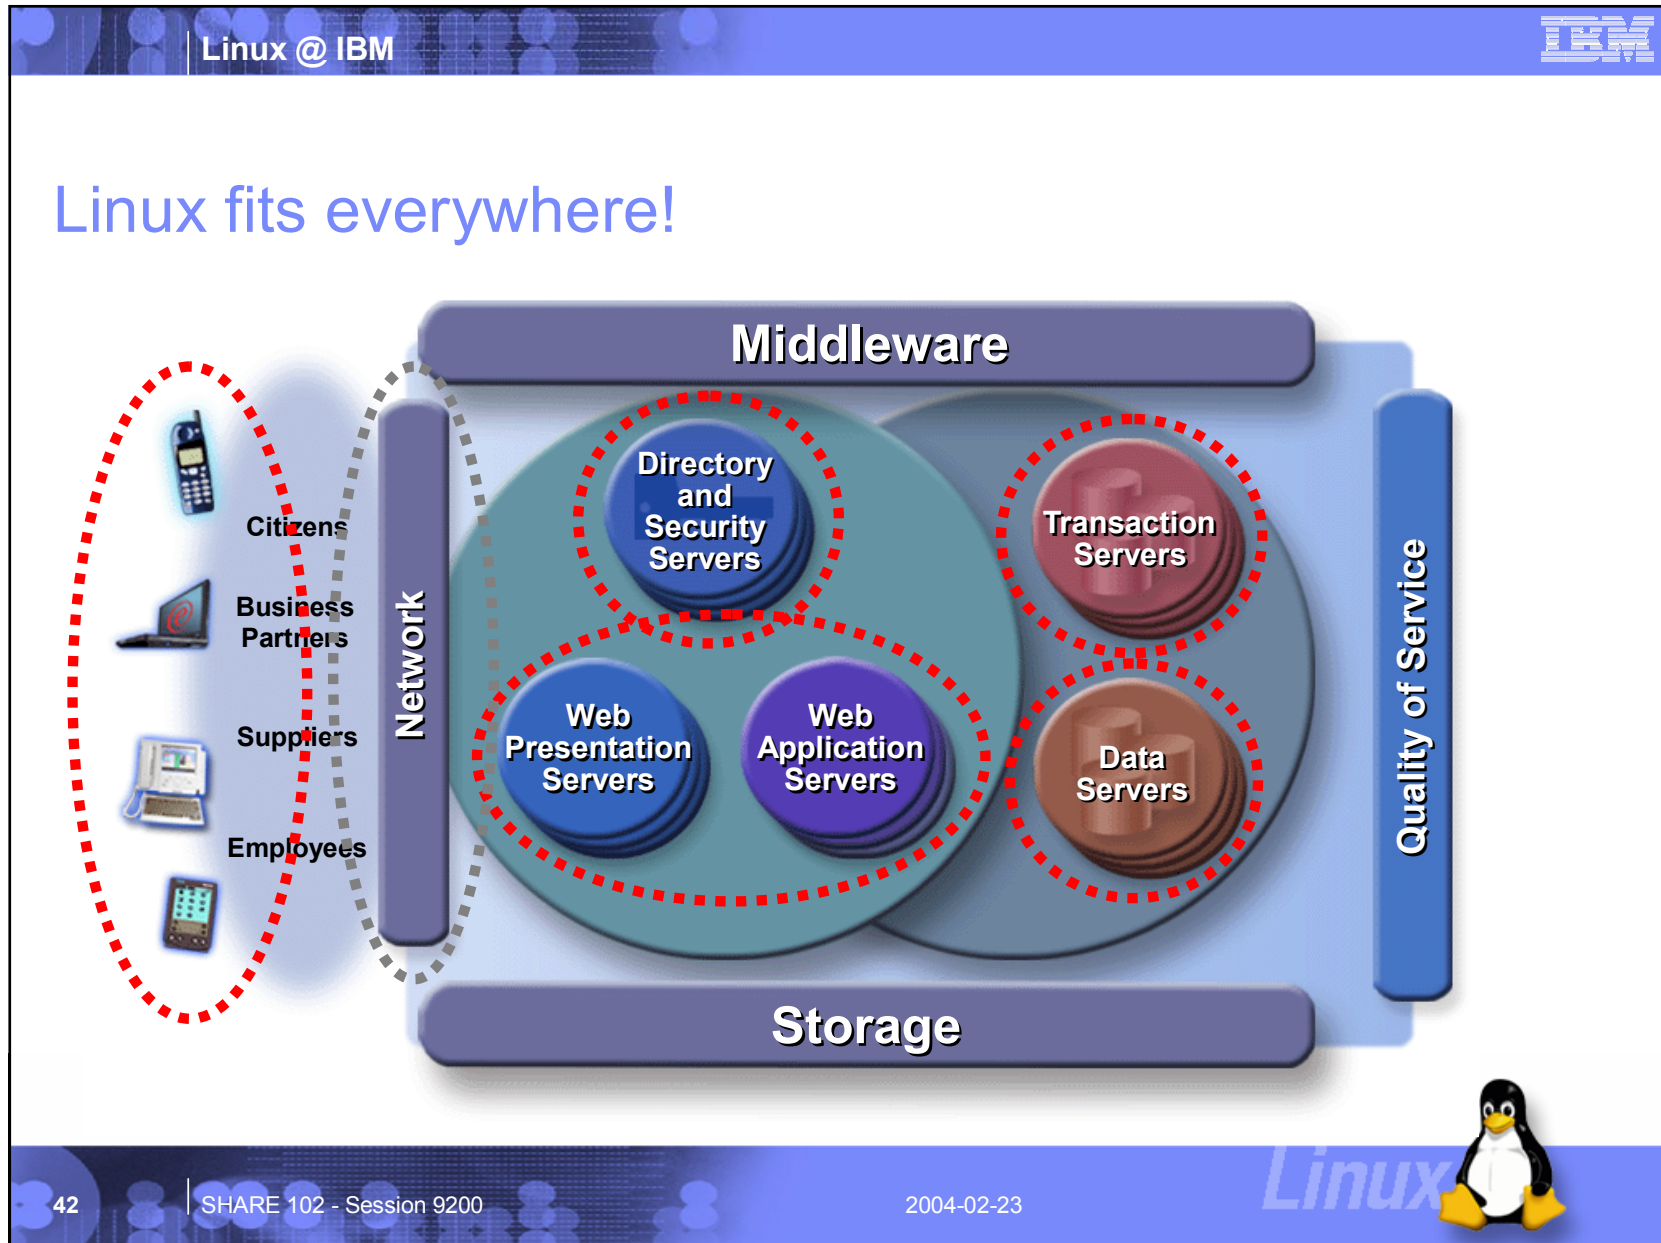 Linux @ IBM
IBM
Linux fits everywhere!
Middleware
Citizens
Business
Partners
Suppliers
Employees
Network
Directory
and
Security
Servers
Web
Presentation
Servers
Web
Application
Servers
Transaction
Servers
Data
Servers
Quality of Service
Storage
42
SHARE 102 - Session 9200
2004-02-23
Linux